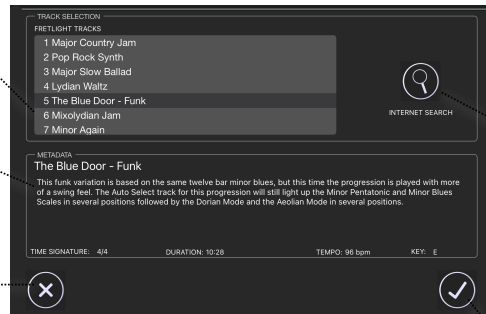 TRACK SELECTION
FRETLIGHT TRACKS
1 Major Country Jam
2 Pop Rock Synth
3 Major Slow Ballad
4 Lydian Waltz
5 The Blue Door - Funk
6 Mixolydian Jam
7 Minor Again
INTERNET SEARCH
METADATA
The Blue Door - Funk
This funk variation is based on the same twelve bar minor blues, but this time the progression is played with more
of a swing feel. The Auto Select track for this progression will still light up the Minor Pentatonic and Minor Blues
Scales in several positions followed by the Dorian Mode and the Aeolian Mode in several positions.
TIME SIGNATURE: 4/4 DURATION: 10:28 TEMPO: 96 bpm KEY: E